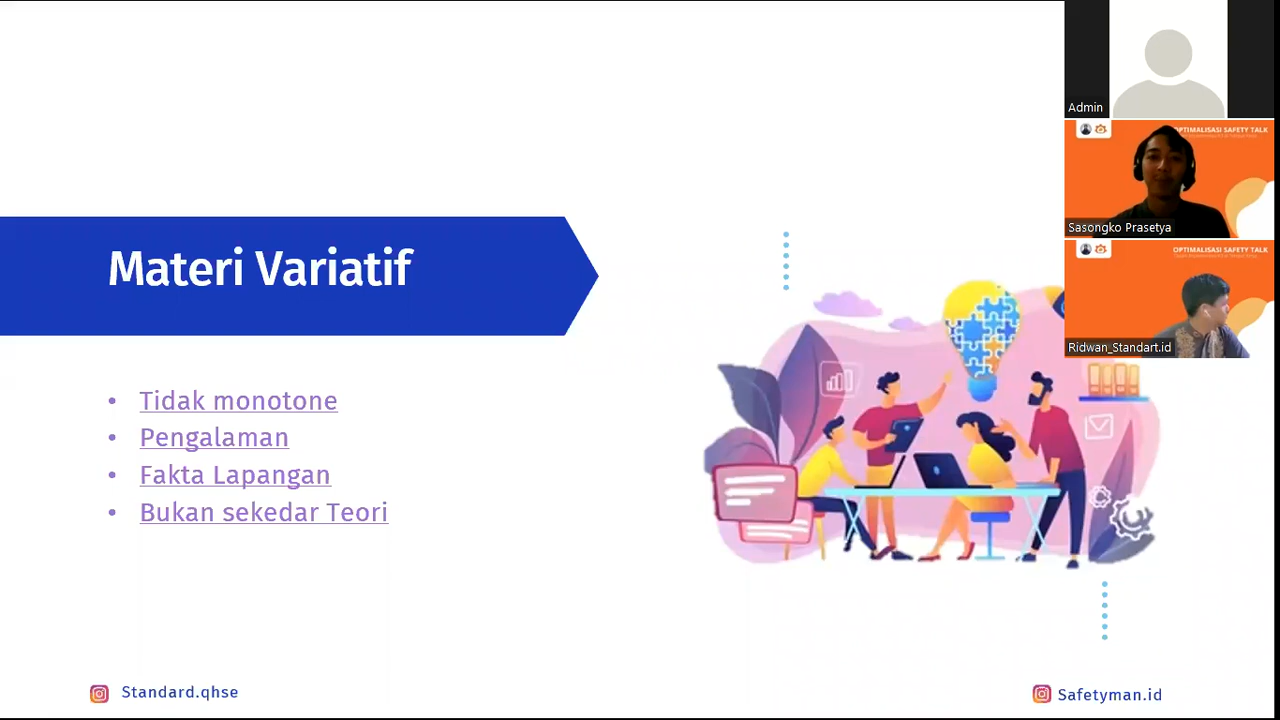 Materi Variatif
• Tidak monotone
• Pengalaman
• Fakta Lapangan
• Bukan sekedar Teori
Standard.qhse
Safetyman.id
Admin
OPTIMALISASI SAFETY TALK
Sasongko Prasetya
OPTIMALISASI SAFETY TALK
Ridwan_Standart.id